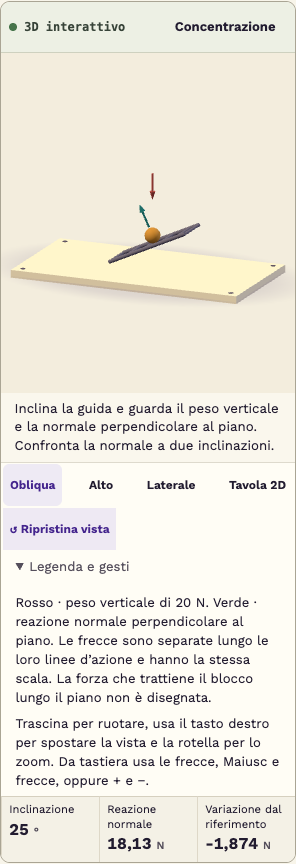 3D interattivo
Concentrazione
Inclina la guida e guarda il peso verticale
e la normale perpendicolare al piano.
Confronta la normale a due inclinazioni.
Obliqua
Alto
Laterale
Tavola 2D
↺ Ripristina vista
▼ Legenda e gesti
Rosso · peso verticale di 20 N. Verde ·
reazione normale perpendicolare al
piano. Le frecce sono separate lungo le
loro linee d’azione e hanno la stessa
scala. La forza che trattiene il blocco
lungo il piano non è disegnata.
Trascina per ruotare, usa il tasto destro
per spostare la vista e la rotella per lo
zoom. Da tastiera usa le frecce, Maiusc e
frecce, oppure + e −.
Inclinazione
25 °
Reazione
normale
18,13 N
Variazione dal
riferimento
-1,874 N